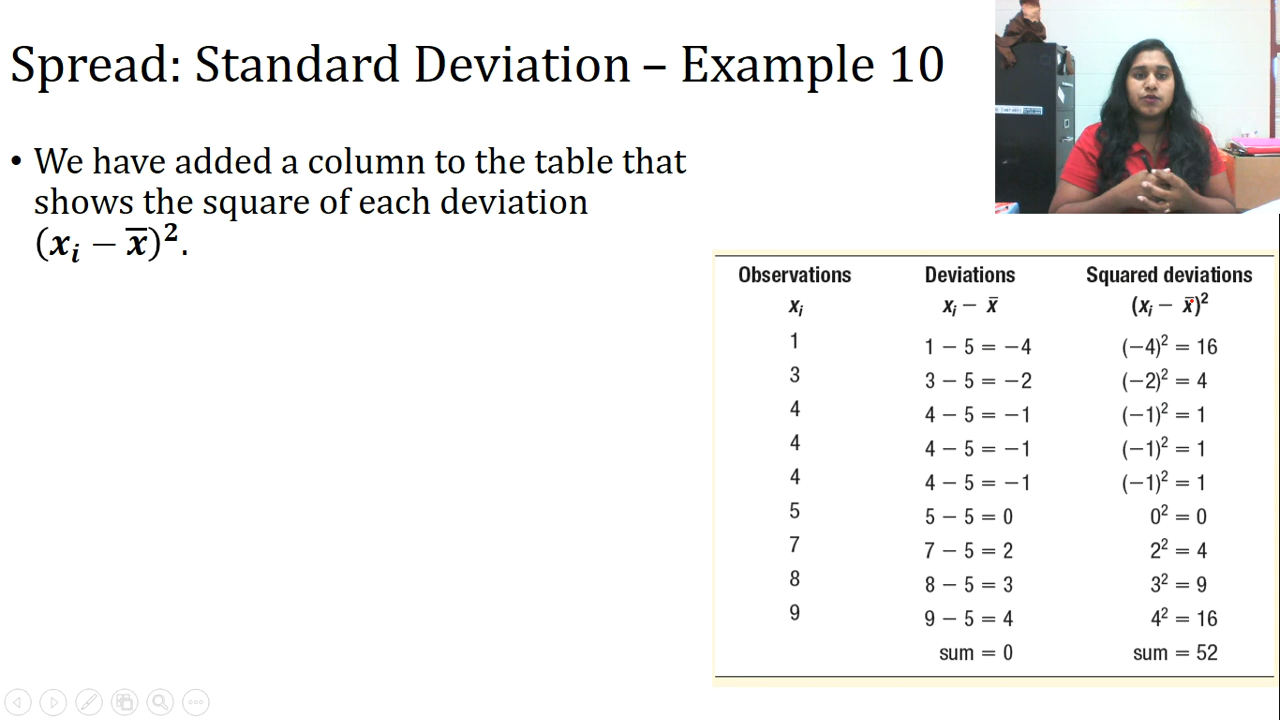 Spread: Standard Deviation – Example 10
• We have added a column to the table that
shows the square of each deviation
(xᵢ − x̅)².
Observations Deviations Squared deviations
xᵢ xᵢ − x̅ (xᵢ − x̅)²
1 1 − 5 = −4 (−4)² = 16
3 3 − 5 = −2 (−2)² = 4
4 4 − 5 = −1 (−1)² = 1
4 4 − 5 = −1 (−1)² = 1
4 4 − 5 = −1 (−1)² = 1
5 5 − 5 = 0 0² = 0
7 7 − 5 = 2 2² = 4
8 8 − 5 = 3 3² = 9
9 9 − 5 = 4 4² = 16
sum = 0 sum = 52